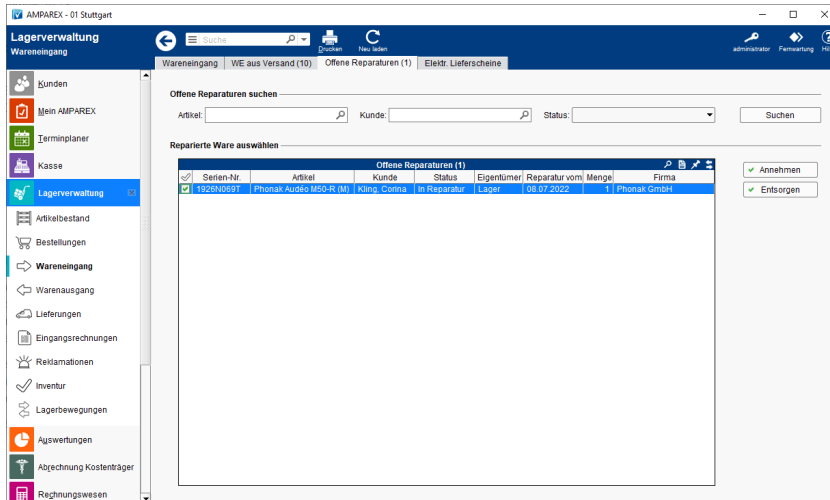 AMPAREX - 01 Stuttgart
Lagerverwaltung
Wareneingang
Suche
Drucken
Neu laden
administrator
Fernwartung
Wareneingang
WE aus Versand (10)
Offene Reparaturen (1)
Elektr. Lieferscheine
Kunden
Mein AMPAREX
Terminplaner
Kasse
Lagerverwaltung
Artikelbestand
Bestellungen
Wareneingang
Warenausgang
Lieferungen
Eingangsrechnungen
Reklamationen
Inventur
Lagerbewegungen
Auswertungen
Abrechnung Kostenträger
Rechnungswesen
Offene Reparaturen suchen
Artikel:
Kunde:
Status:
Suchen
Reparierte Ware auswählen
Offene Reparaturen (1)
Serien-Nr. Artikel Kunde Status Eigentümer Reparatur vom Menge Firma
1926N069T Phonak Audéo M50-R (M) Kling, Corina In Reparatur Lager 08.07.2022 1 Phonak GmbH
Annehmen
Entsorgen